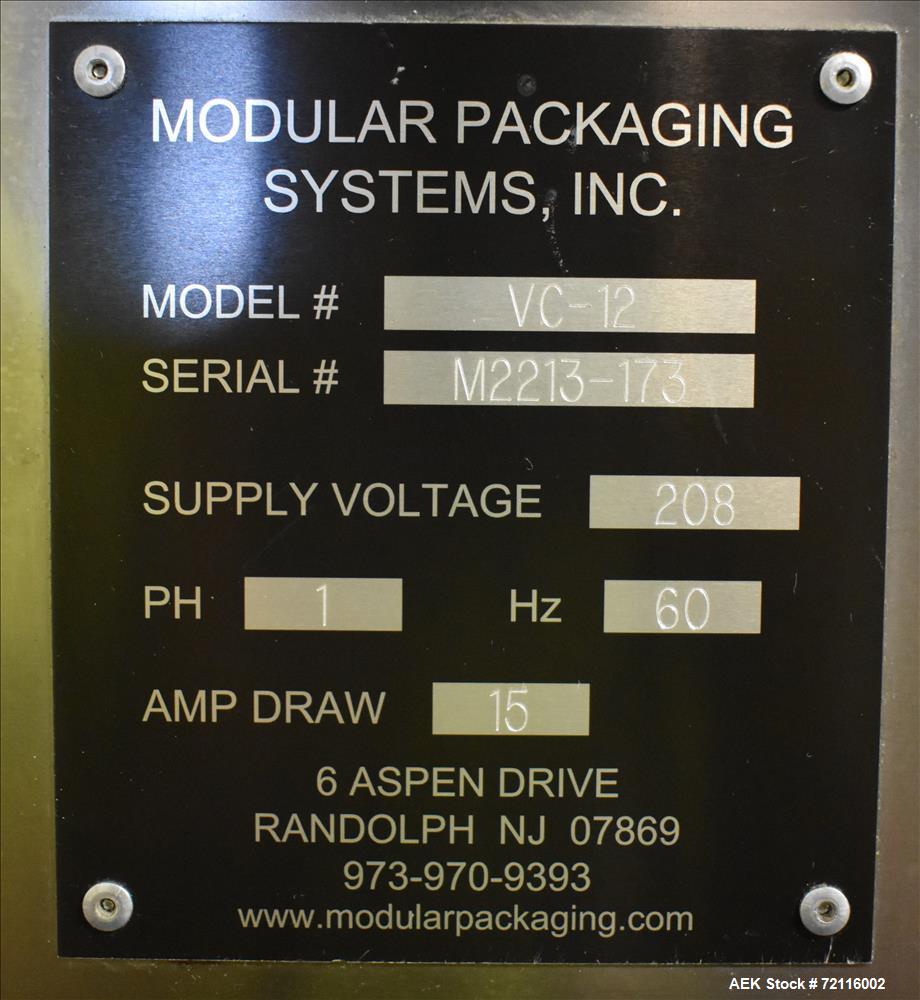 MODULAR PACKAGING
SYSTEMS, INC.
MODEL # VC-12
SERIAL # M2213-173
SUPPLY VOLTAGE 208
PH 1 Hz 60
AMP DRAW 15
6 ASPEN DRIVE
RANDOLPH NJ 07869
973-970-9393
www.modularpackaging.com
AEK Stock # 72116002